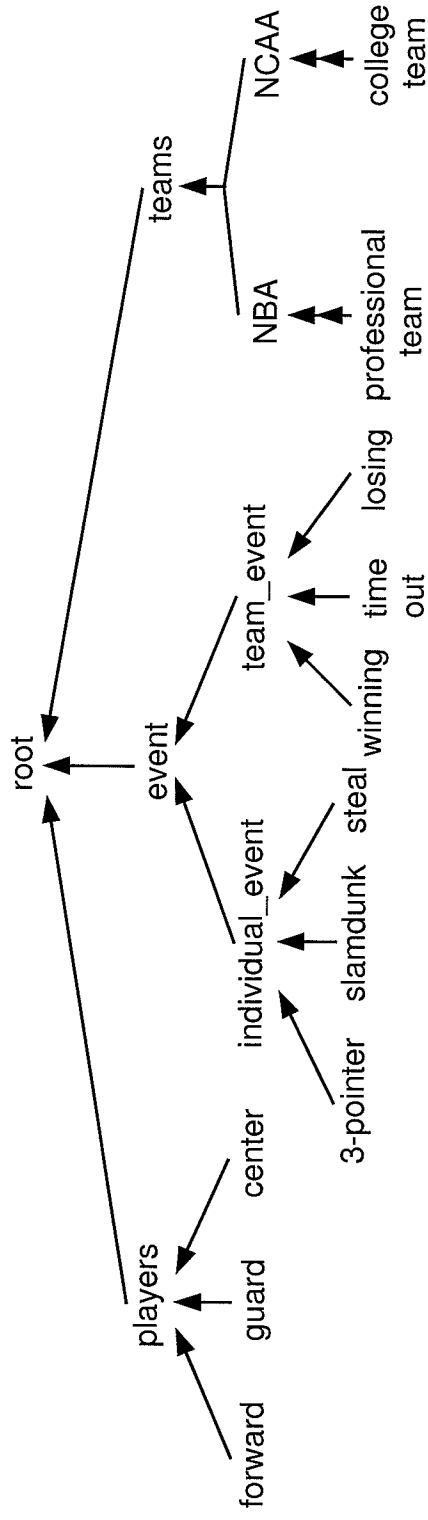 root
players
event
teams
forward
guard
center
individual_event
team_event
NBA
NCAA
3-pointer
slamdunk
steal
winning
time
out
losing
professional
team
college
team